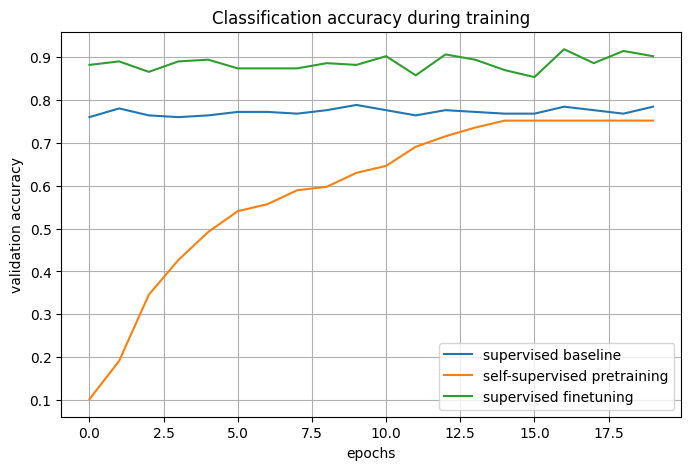 Classification accuracy during training
validation accuracy
0.9
0.8
0.7
0.6
0.5
0.4
0.3
0.2
0.1
0.0
2.5
5.0
7.5
10.0
12.5
15.0
17.5
epochs
supervised baseline
self-supervised pretraining
supervised finetuning